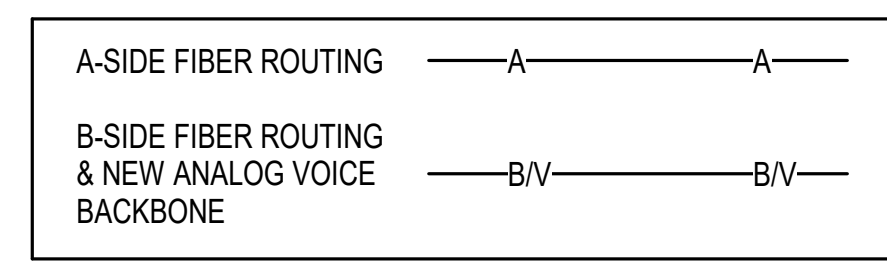 A-SIDE FIBER ROUTING A A
B-SIDE FIBER ROUTING
& NEW ANALOG VOICE B/V B/V
BACKBONE